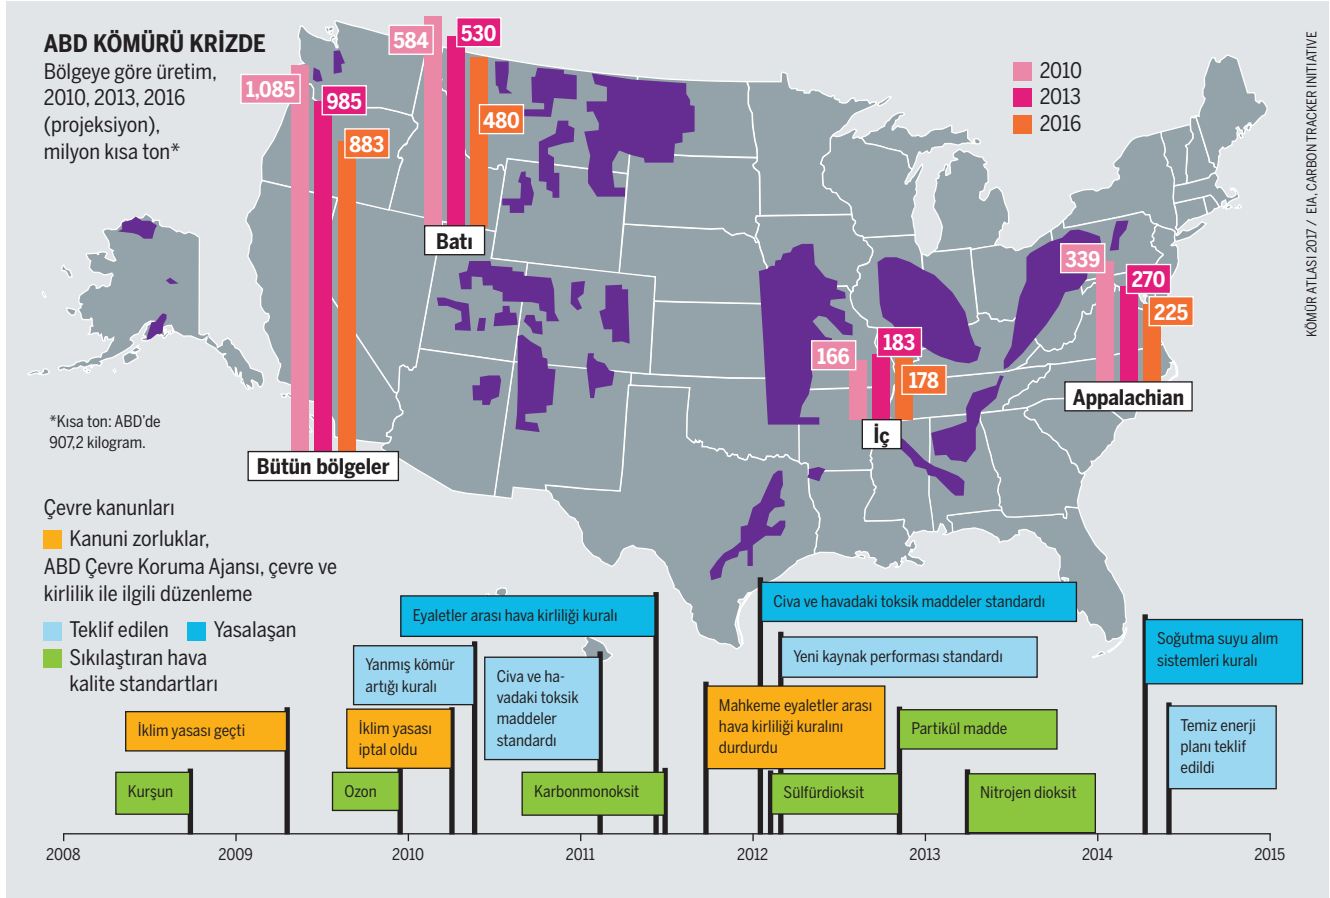 ABD KÖMÜRÜ KRİZDE
Bölgeye göre üretim,
2010, 2013, 2016
(projeksiyon),
milyon kısa ton*
1,085
985
883
Bütün bölgeler
584
530
480
Batı
166
183
178
İç
339
270
225
Appalachian
2010
2013
2016
KÖMÜR ATLASI 2017 / EIA, CARBON TRACKER INITIATIVE
*Kısa ton: ABD'de
907,2 kilogram.
Çevre kanunları
Kanuni zorluklar,
ABD Çevre Koruma Ajansı, çevre ve
kirlilik ile ilgili düzenleme
Teklif edilen
Yasalaşan
Sıkılaştıran hava
kalite standartları
Kurşun
İklim yasası geçti
Ozon
İklim yasası
iptal oldu
Yanmış kömür
artığı kuralı
Eyaletler arası hava kirliliği kuralı
Civa ve ha-
vadaki toksik
maddeler
standardı
Karbonmonoksit
Mahkeme eyaletler arası
hava kirliliği kuralını
durdurdu
Civa ve havadaki toksik maddeler standardı
Yeni kaynak performası standardı
Sülfürdioksit
Partikül madde
Nitrojen dioksit
Soğutma suyu alım
sistemleri kuralı
Temiz enerji
planı teklif
edildi
2008
2009
2010
2011
2012
2013
2014
2015